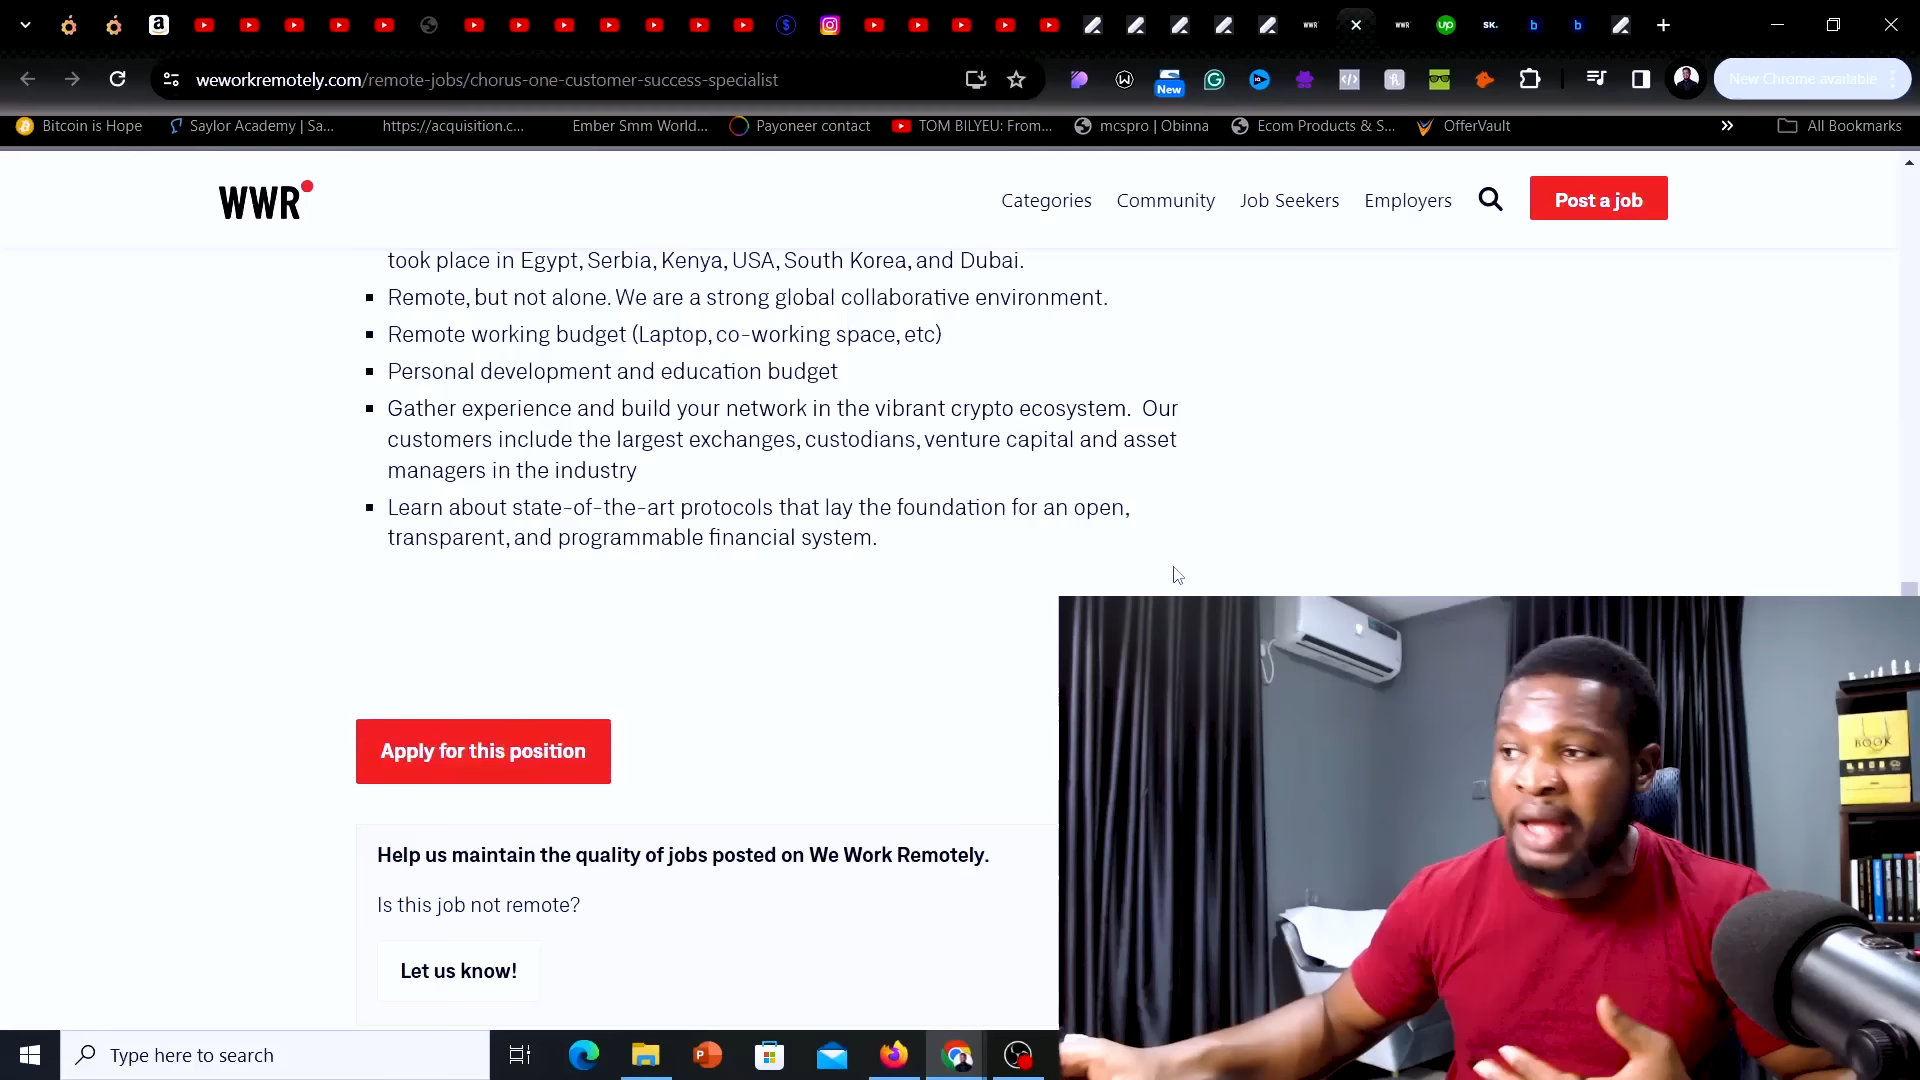 weworkremotely.com/remote-jobs/chorus-one-customer-success-specialist
New
New Chrome available
Bitcoin is Hope
Saylor Academy | Sa...
https://acquisition.c...
Ember Smm World...
Payoneer contact
TOM BILYEU: From...
mcspro | Obinna
Ecom Products & S...
OfferVault
All Bookmarks
WWR
Categories
Community
Job Seekers
Employers
Post a job
took place in Egypt, Serbia, Kenya, USA, South Korea, and Dubai.
Remote, but not alone. We are a strong global collaborative environment.
Remote working budget (Laptop, co-working space, etc)
Personal development and education budget
Gather experience and build your network in the vibrant crypto ecosystem. Our
customers include the largest exchanges, custodians, venture capital and asset
managers in the industry
Learn about state-of-the-art protocols that lay the foundation for an open,
transparent, and programmable financial system.
Apply for this position
Help us maintain the quality of jobs posted on We Work Remotely.
Is this job not remote?
Let us know!
BOOK
Type here to search